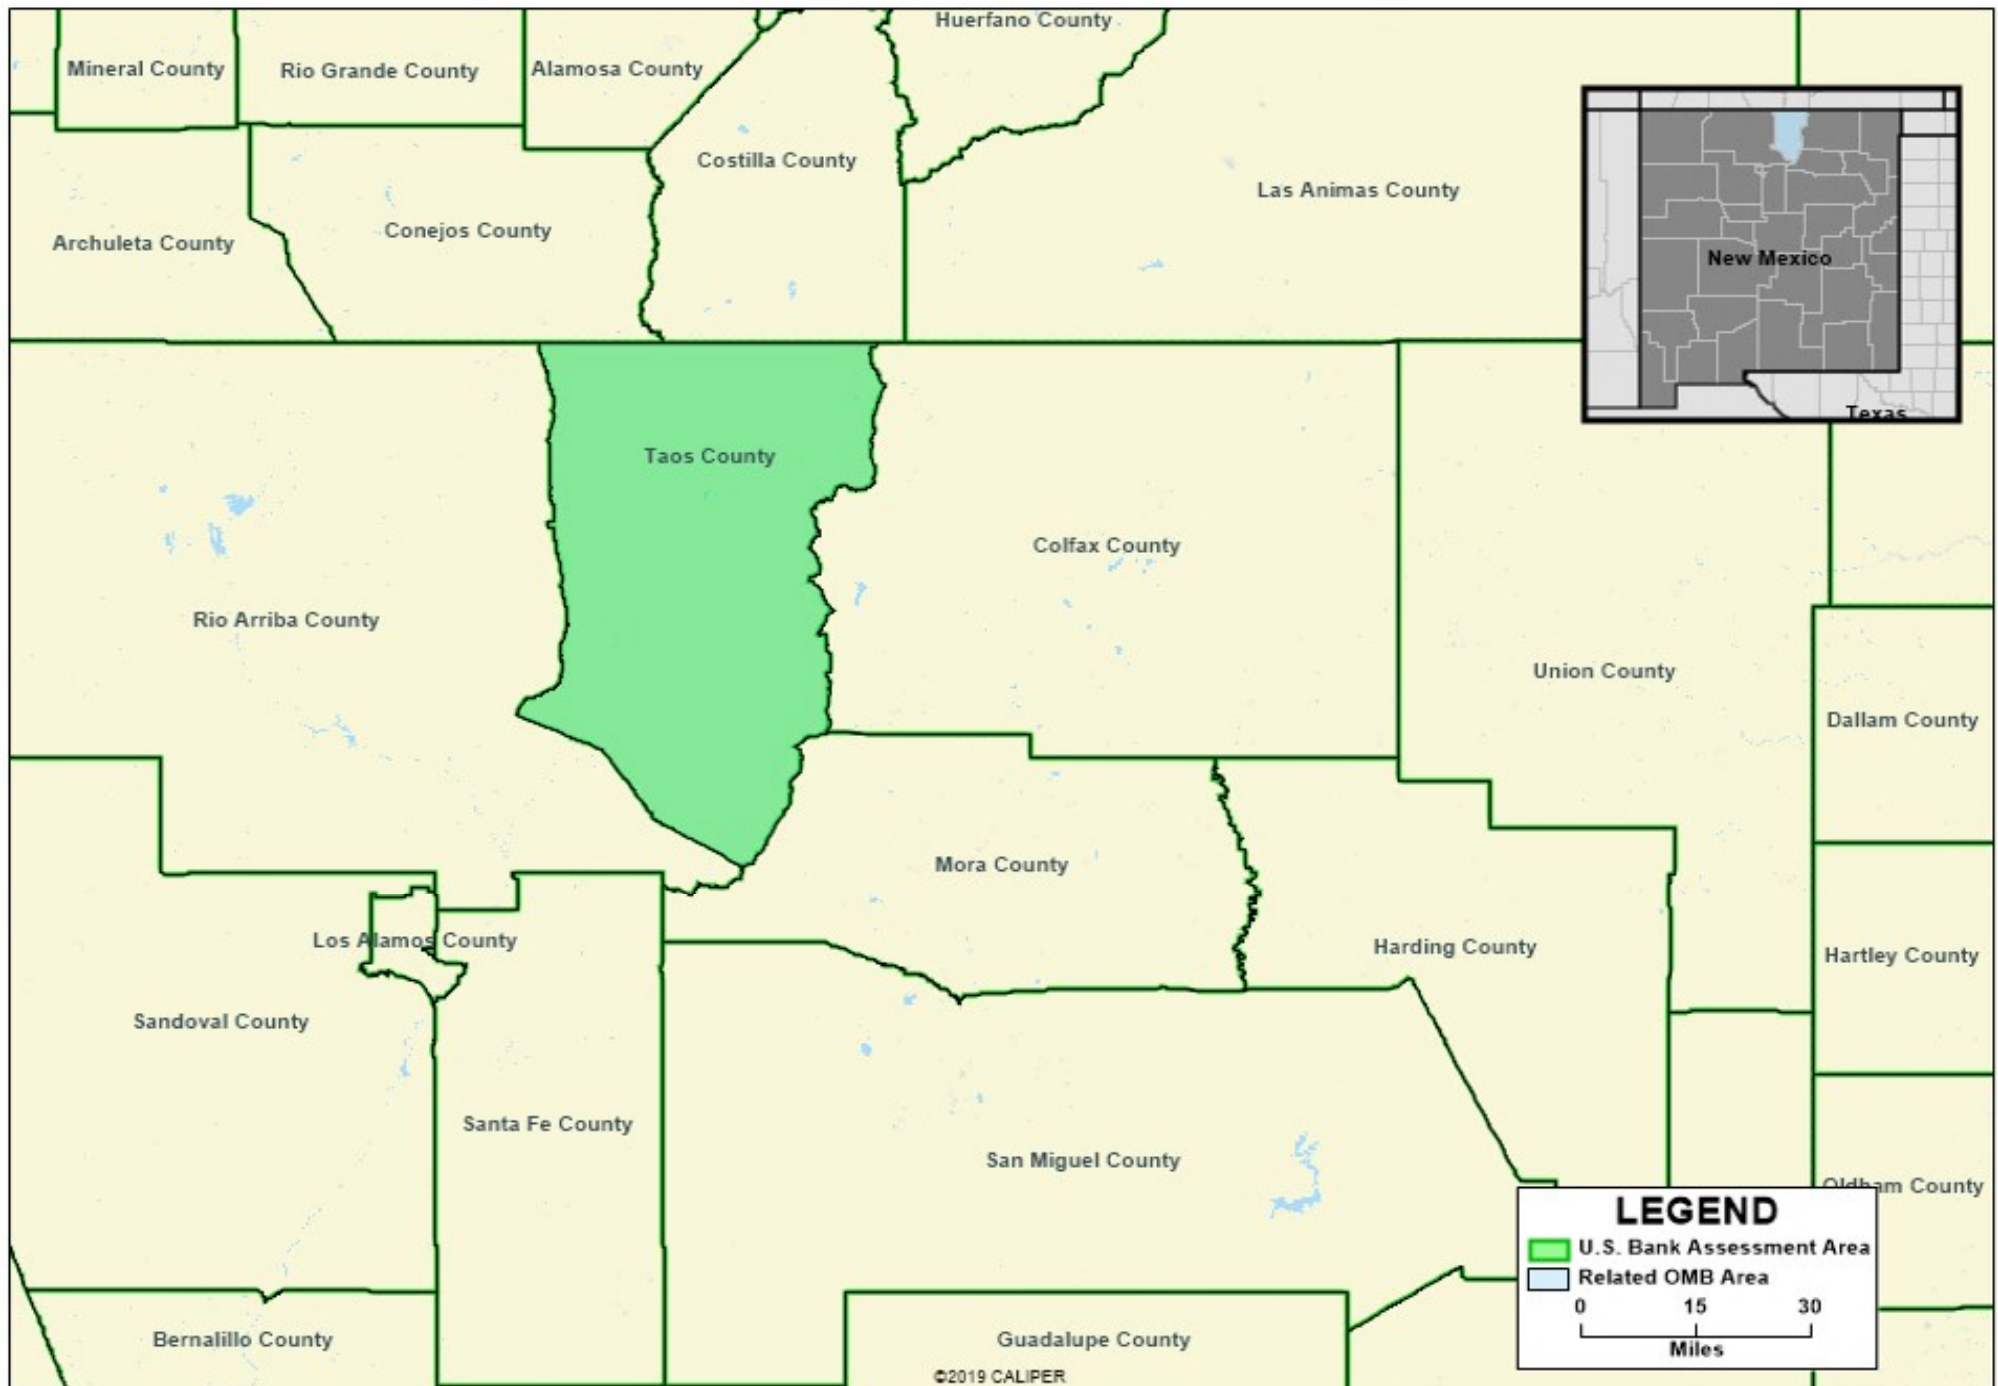 Huerfano County
Mineral County
Rio Grande County
Alamosa County
Costilla County
Las Animas County
Archuleta County
Conejos County
New Mexico
Texas
Taos County
Colfax County
Rio Arriba County
Union County
Dallam County
Mora County
Los Alamos County
Harding County
Hartley County
Sandoval County
Santa Fe County
San Miguel County
Oldham County
LEGEND
U.S. Bank Assessment Area
Related OMB Area
0 15 30
Miles
Bernalillo County
Guadalupe County
©2019 CALIPER